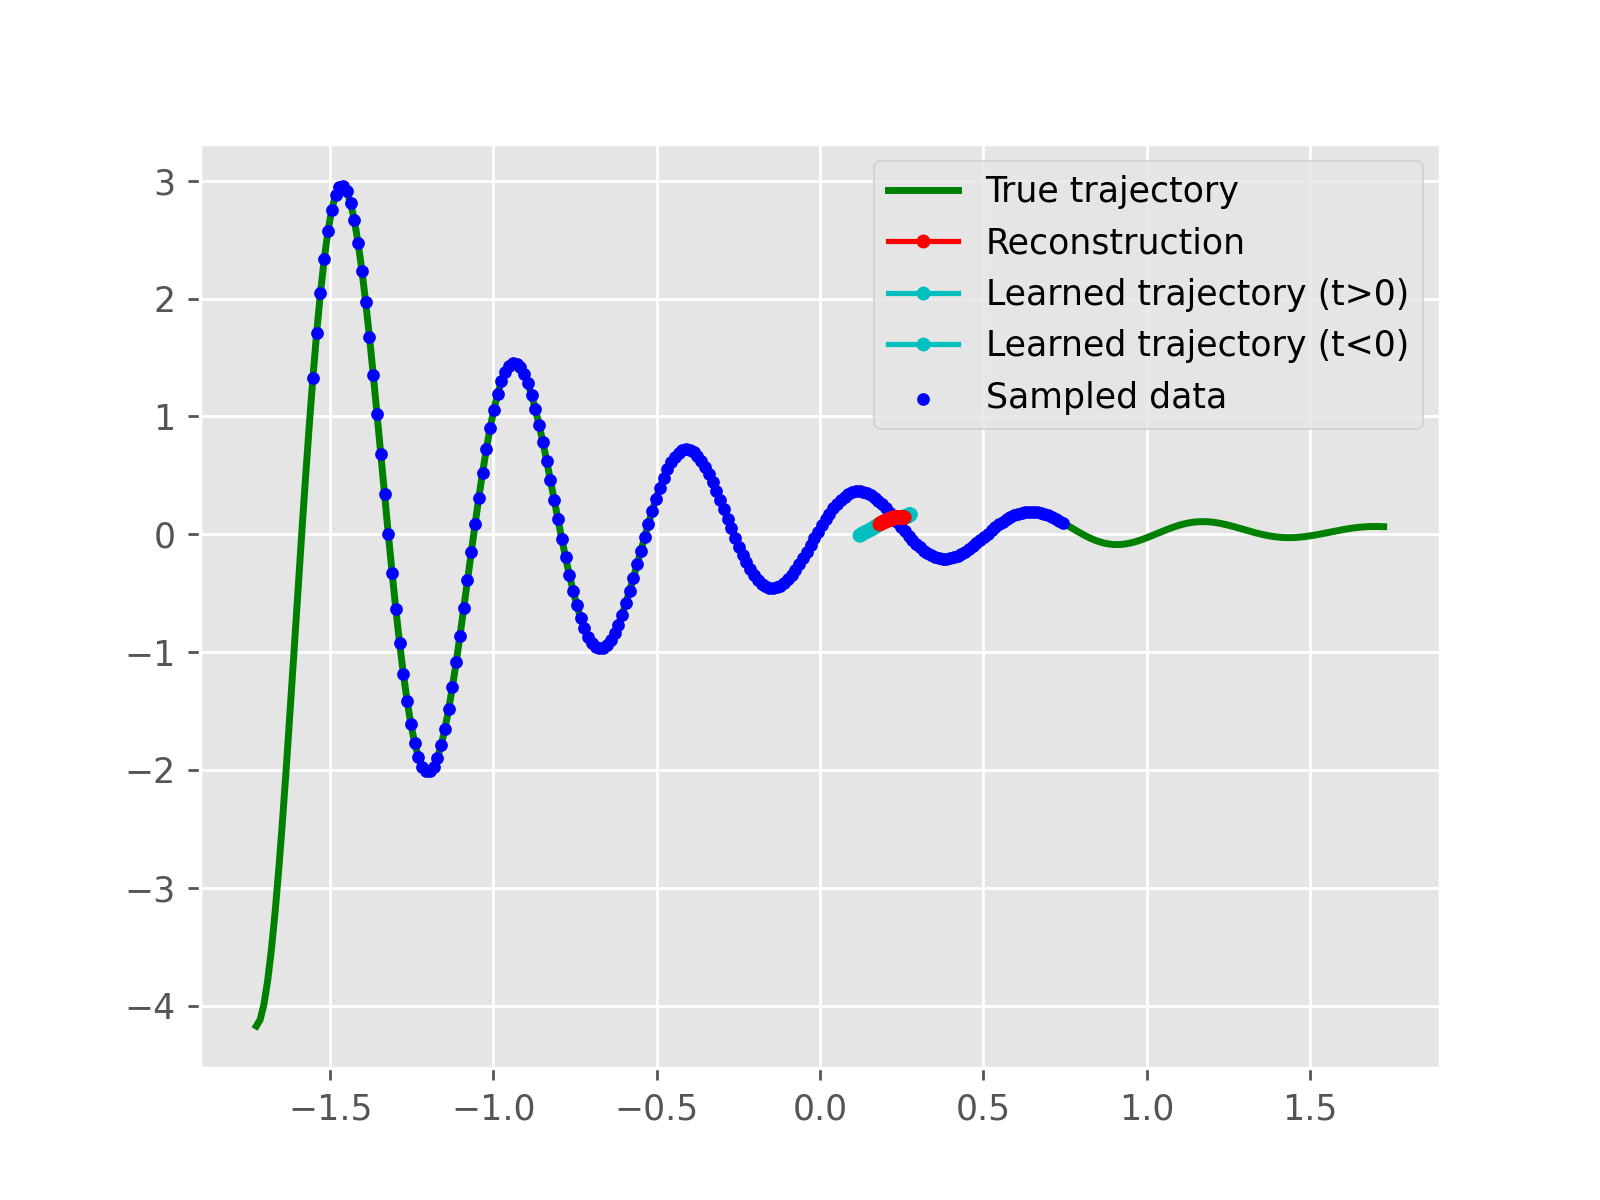 True trajectory
Reconstruction
Learned trajectory (t>0)
Learned trajectory (t<0)
Sampled data
3
2
1
0
−1
−2
−3
−4
−1.5 −1.0 −0.5 0.0 0.5 1.0 1.5